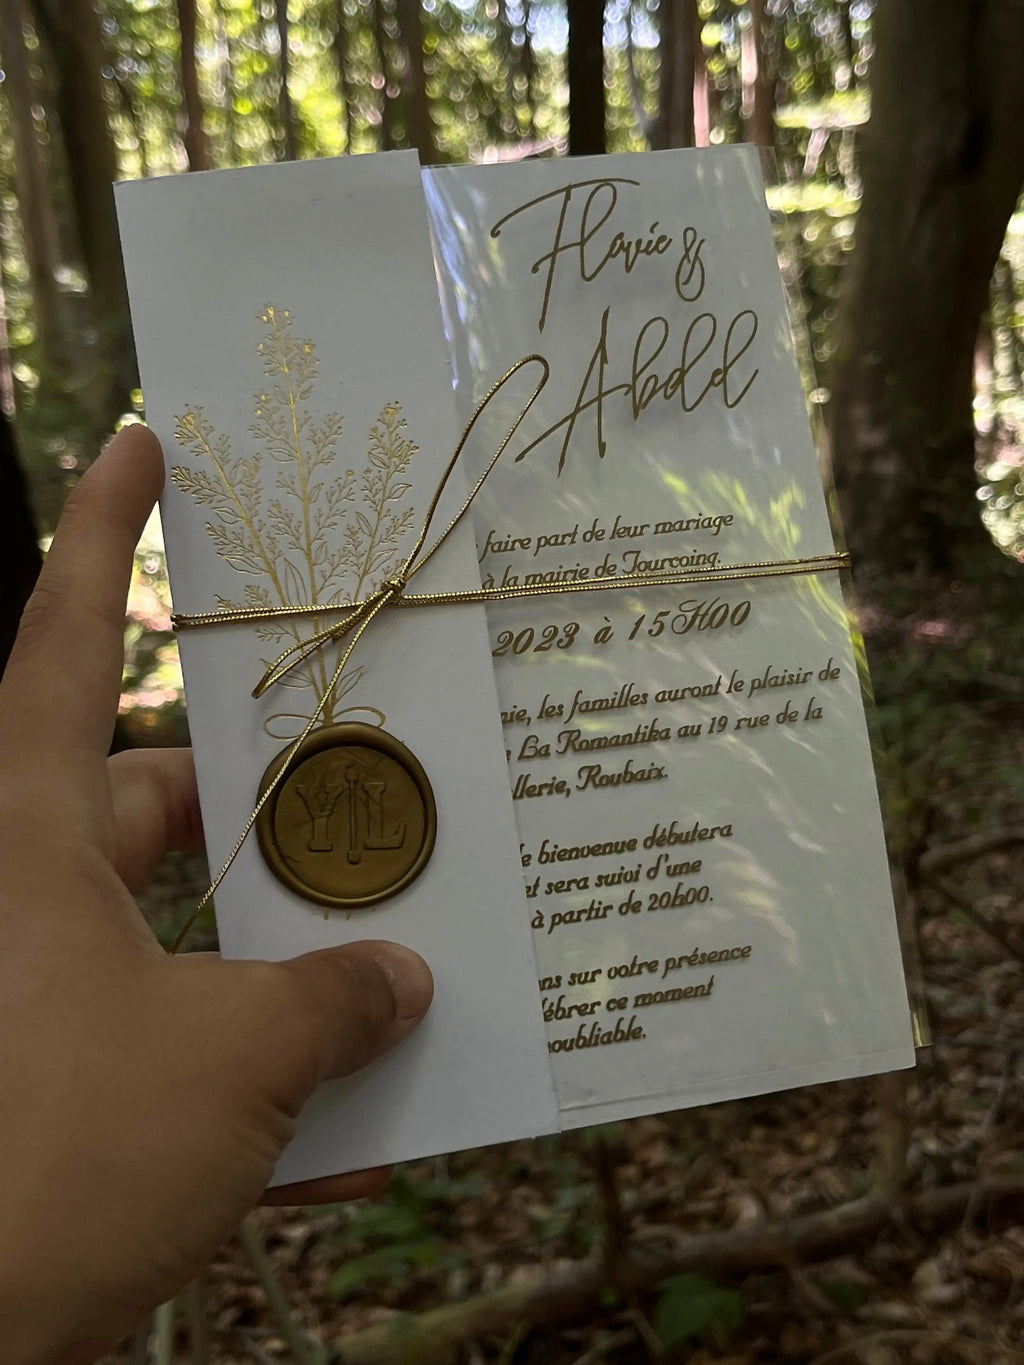 Flavie &
Abdel
faire part de leur mariage
à la mairie de Tourcoing.
2023 à 15H00
les familles auront le plaisir de
La Romantika au 19 rue de la
Roubaix.
bienvenue débutera
et sera suivi d'une
à partir de 20h00.
sur votre présence
ce moment
YL